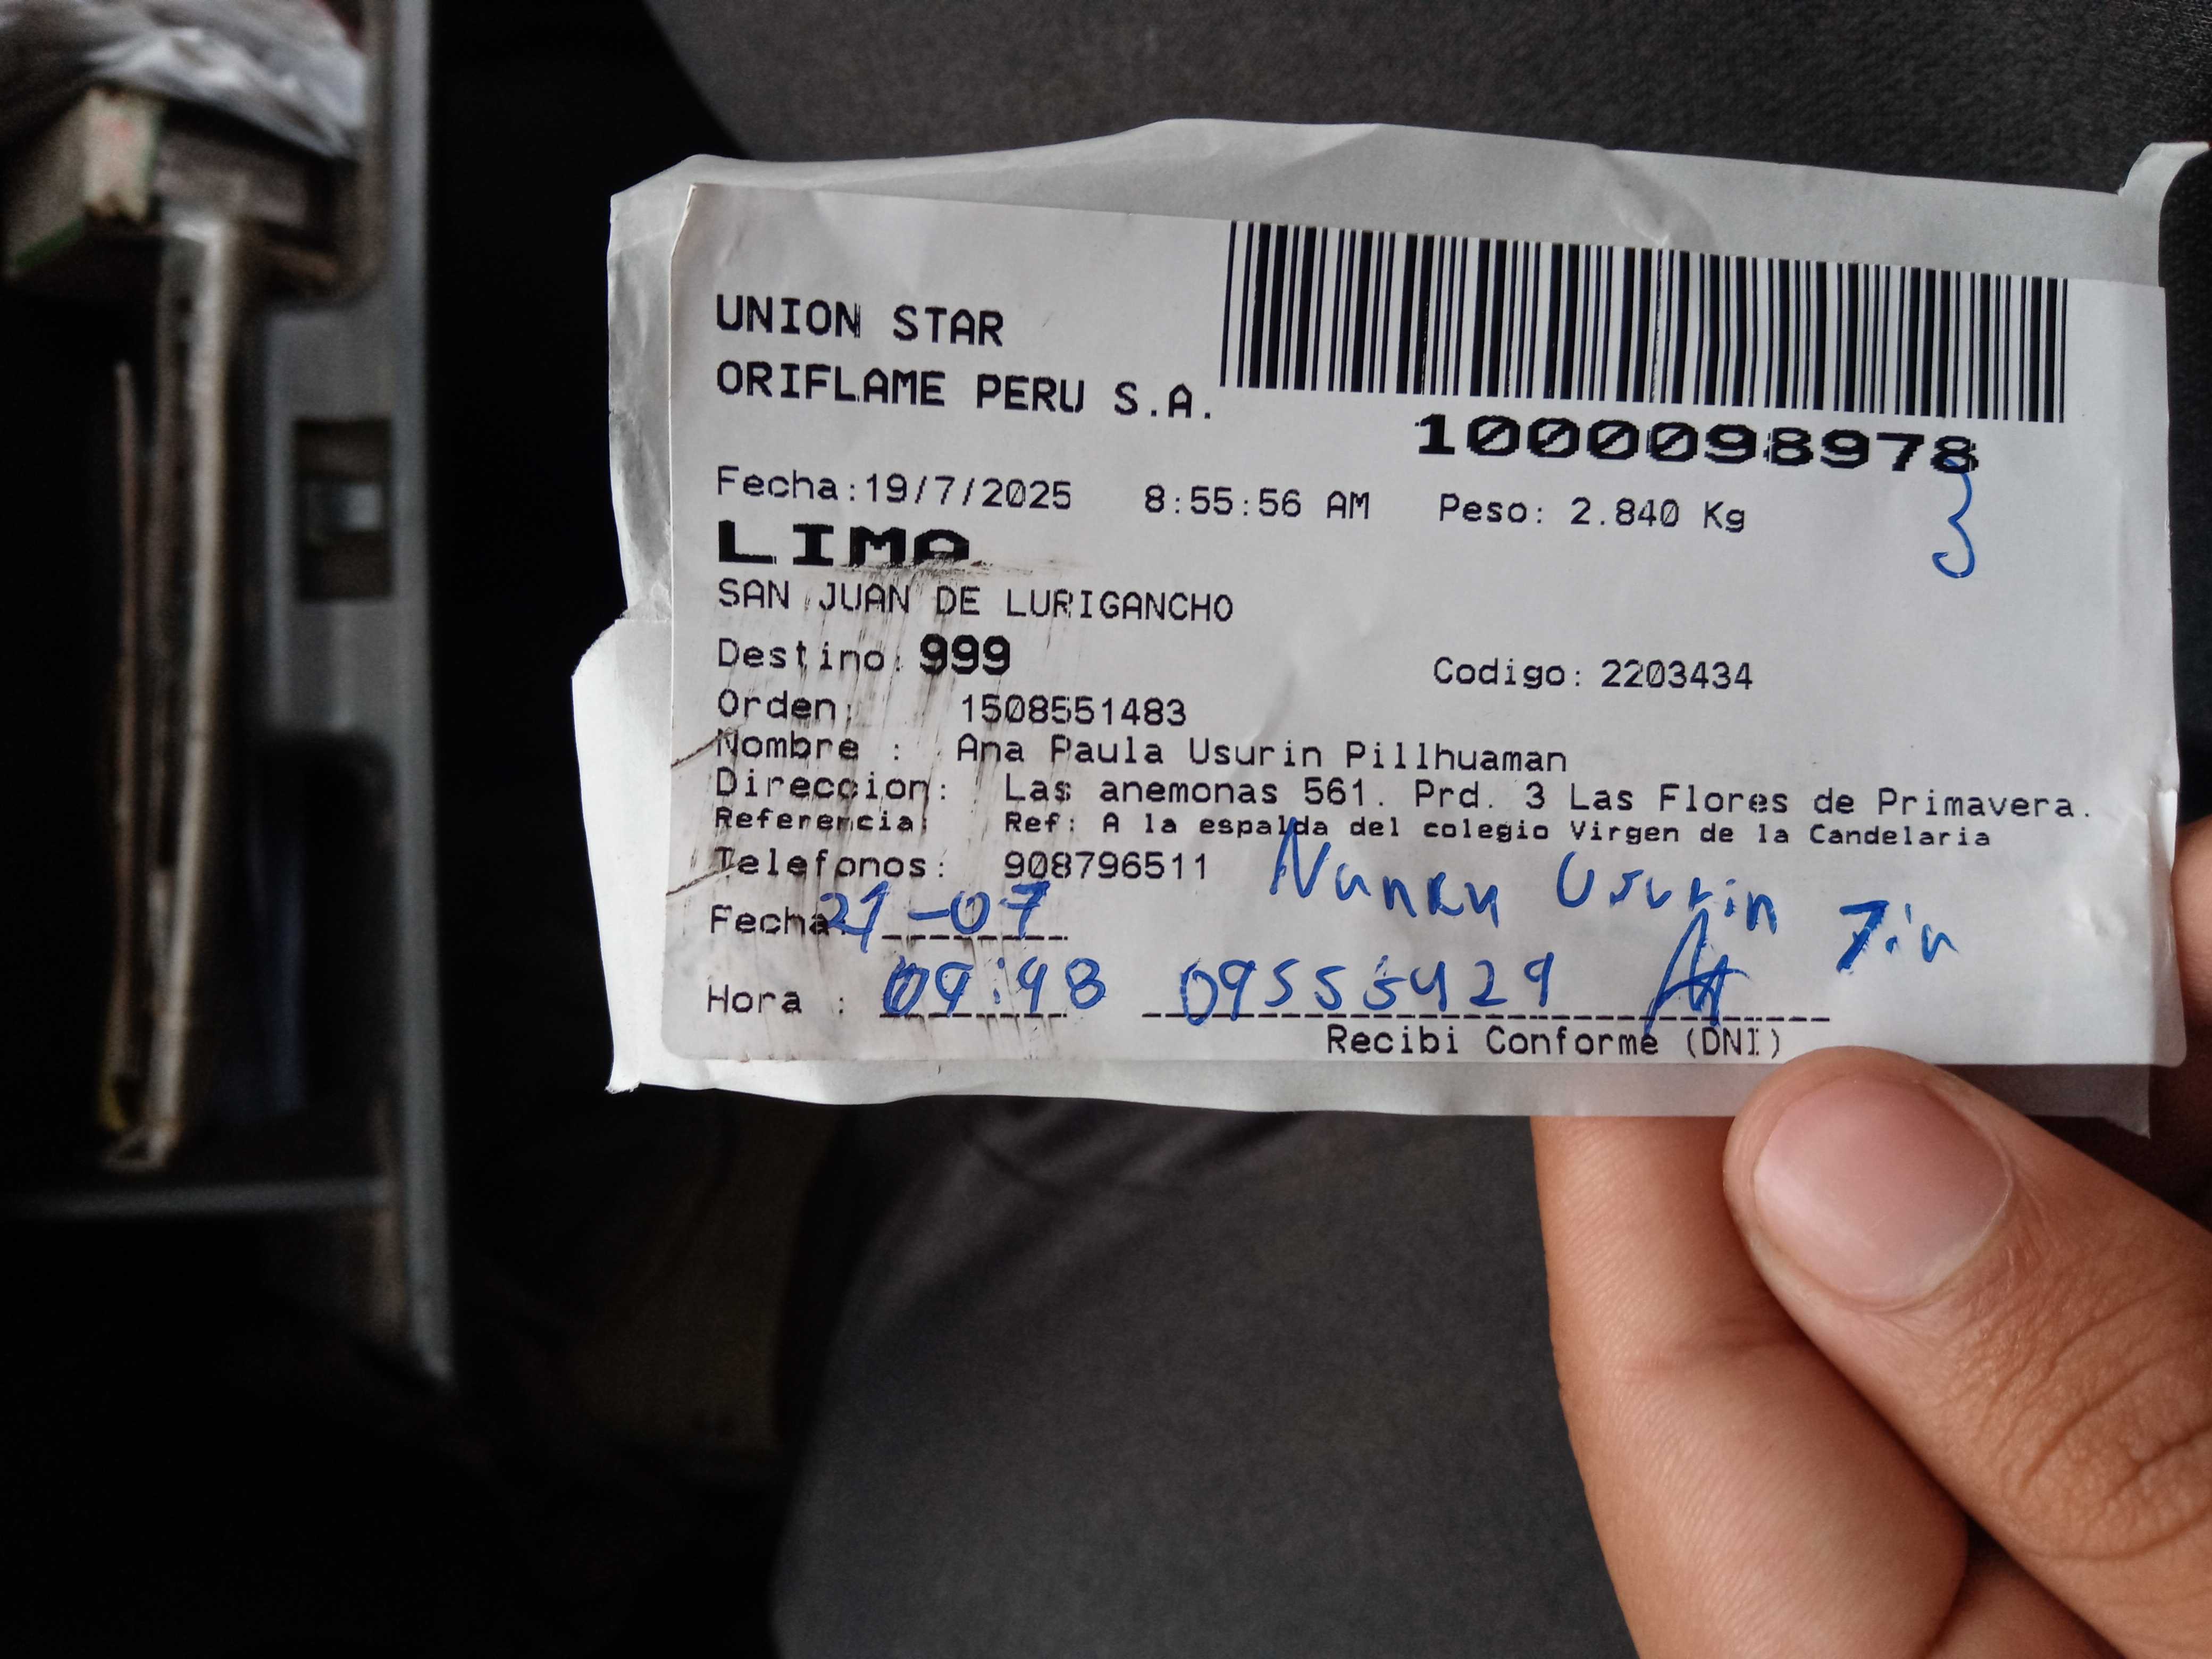 UNION STAR
ORIFLAME PERU S.A.
1000098978
Fecha:19/7/2025 8:55:56 AM Peso: 2.840 Kg
3
LIMA
SAN JUAN DE LURIGANCHO
Destino: 999 Codigo: 2203434
Orden: 1508551483
Nombre : Ana Paula Usurin Pillhuaman
Direccion: Las anemonas 561. Prd. 3 Las Flores de Primavera.
Referencia: Ref: A la espalda del colegio Virgen de la Candelaria
Telefonos: 908796511
Usurin
Fecha: 21-07
Hora : 09:48 09555429
Recibi Conforme (DNI)